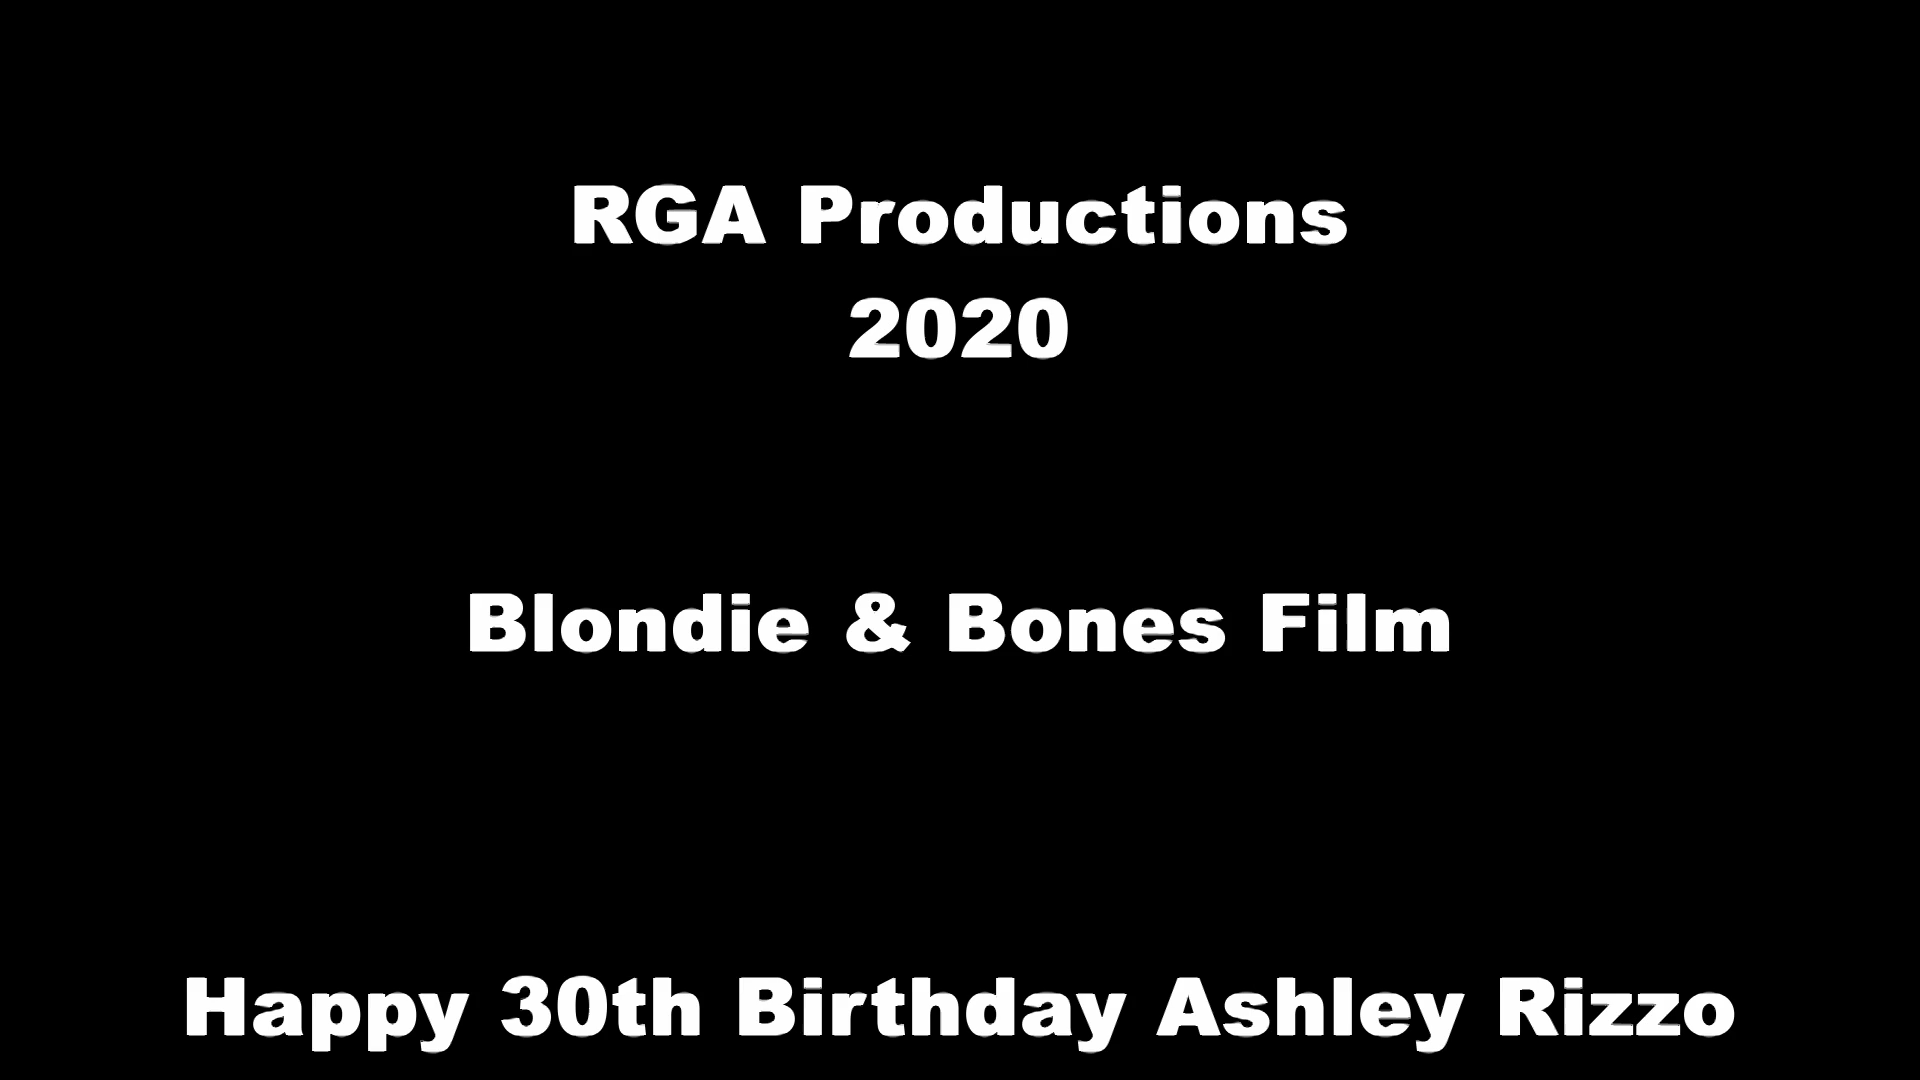 RGA Productions
2020
Blondie & Bones Film
Happy 30th Birthday Ashley Rizzo